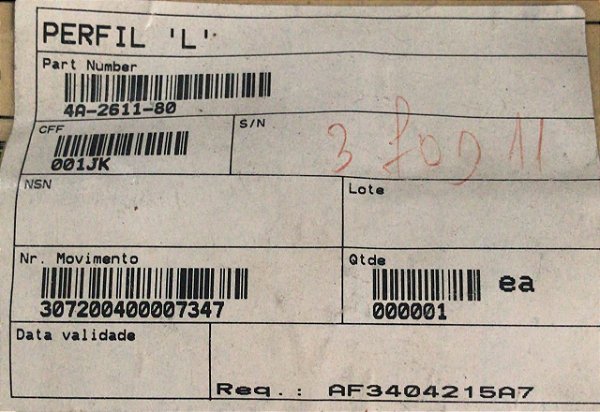 PERFIL 'L'
Part Number
4A-2611-80
CFF
001JK
S/N
NSN
Lote
Nr. Movimento
307200400007347
Qtde
000001
ea
Data validade
Req.: AF3404215A7